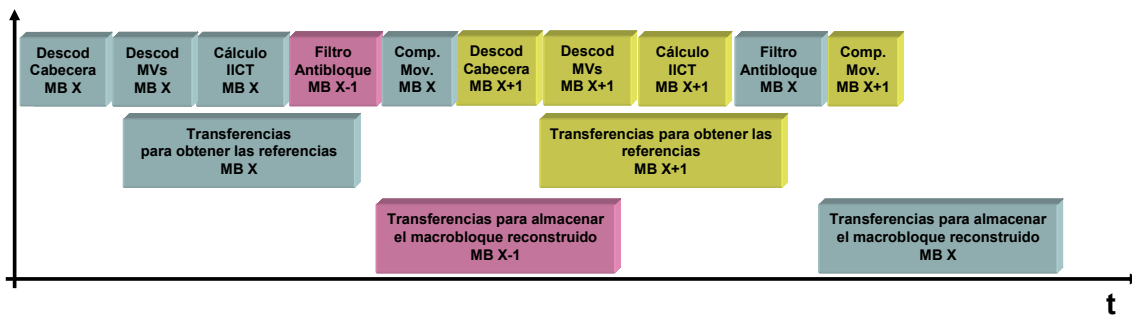 Descod
Cabecera
MB X
Descod
MVs
MB X
Cálculo
IICT
MB X
Filtro
Antibloque
MB X-1
Comp.
Mov.
MB X
Descod
Cabecera
MB X+1
Descod
MVs
MB X+1
Cálculo
IICT
MB X+1
Filtro
Antibloque
MB X
Comp.
Mov.
MB X+1
Transferencias
para obtener las referencias
MB X
Transferencias para obtener las
referencias
MB X+1
Transferencias para almacenar
el macrobloque reconstruido
MB X-1
Transferencias para almacenar
el macrobloque reconstruido
MB X
t